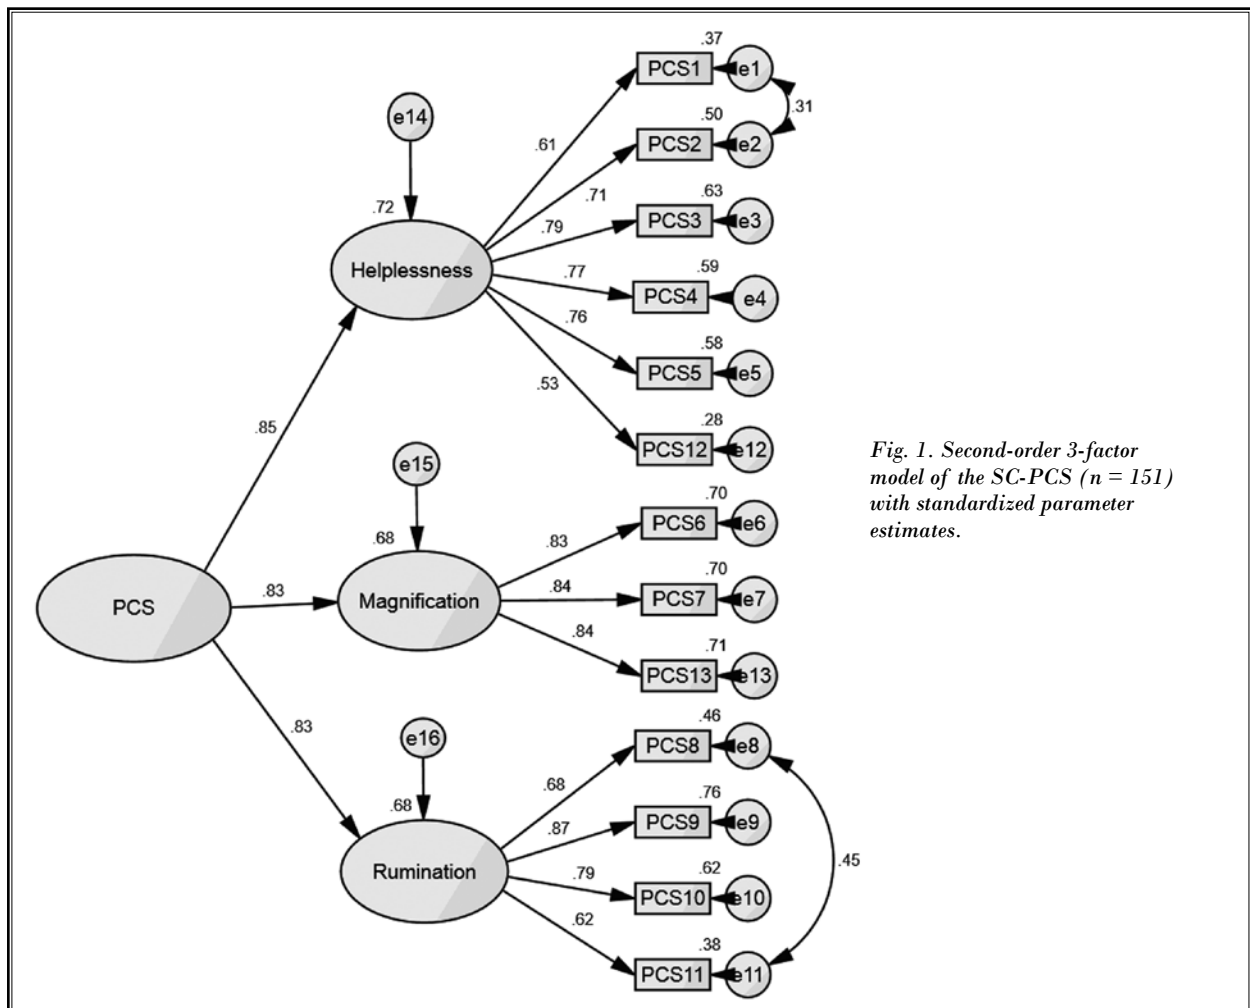 .37
PCS1
e1
.31
.50
PCS2
e2
e14
.61
.71
.63
PCS3
e3
.72
.79
Helplessness
.77
.59
PCS4
e4
.76
.58
PCS5
e5
.53
.28
PCS12
e12
.85
e15
.70
PCS6
e6
.68
.83
PCS
.83
Magnification
.84
.70
PCS7
e7
.84
.71
PCS13
e13
.83
e16
.46
PCS8
e8
.68
.68
.76
PCS9
e9
.87
Rumination
.79
.62
PCS10
e10
.45
.62
.38
PCS11
e11
Fig. 1. Second-order 3-factor
model of the SC-PCS (n = 151)
with standardized parameter
estimates.